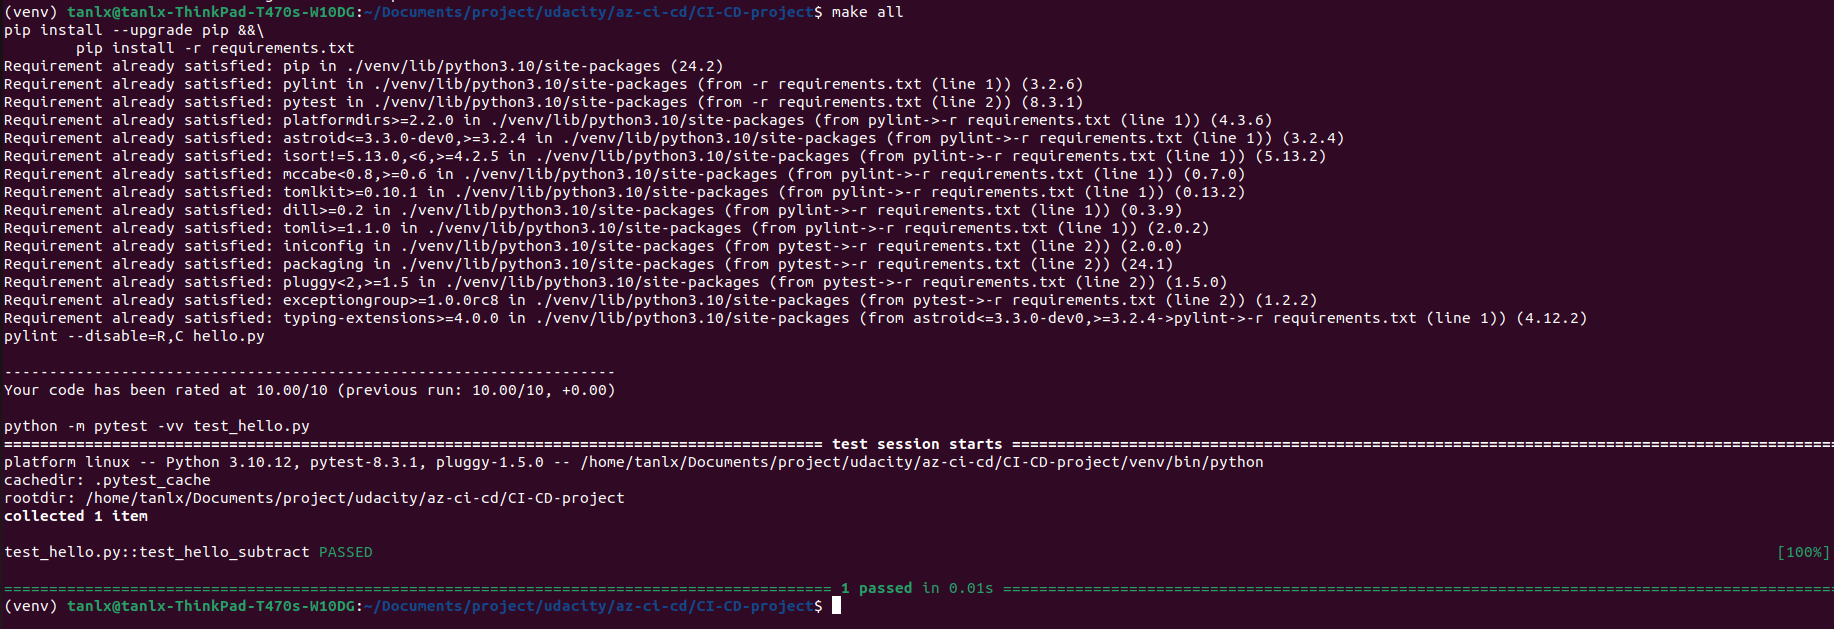 (venv) tanlx@tanlx-ThinkPad-T470s-W10DG:~/Documents/project/udacity/az-ci-cd/CI-CD-project$ make all
pip install --upgrade pip &&\
        pip install -r requirements.txt
Requirement already satisfied: pip in ./venv/lib/python3.10/site-packages (24.2)
Requirement already satisfied: pylint in ./venv/lib/python3.10/site-packages (from -r requirements.txt (line 1)) (3.2.6)
Requirement already satisfied: pytest in ./venv/lib/python3.10/site-packages (from -r requirements.txt (line 2)) (8.3.1)
Requirement already satisfied: platformdirs>=2.2.0 in ./venv/lib/python3.10/site-packages (from pylint->-r requirements.txt (line 1)) (4.3.6)
Requirement already satisfied: astroid<=3.3.0-dev0,>=3.2.4 in ./venv/lib/python3.10/site-packages (from pylint->-r requirements.txt (line 1)) (3.2.4)
Requirement already satisfied: isort!=5.13.0,<6,>=4.2.5 in ./venv/lib/python3.10/site-packages (from pylint->-r requirements.txt (line 1)) (5.13.2)
Requirement already satisfied: mccabe<0.8,>=0.6 in ./venv/lib/python3.10/site-packages (from pylint->-r requirements.txt (line 1)) (0.7.0)
Requirement already satisfied: tomlkit>=0.10.1 in ./venv/lib/python3.10/site-packages (from pylint->-r requirements.txt (line 1)) (0.13.2)
Requirement already satisfied: dill>=0.2 in ./venv/lib/python3.10/site-packages (from pylint->-r requirements.txt (line 1)) (0.3.9)
Requirement already satisfied: tomli>=1.1.0 in ./venv/lib/python3.10/site-packages (from pylint->-r requirements.txt (line 1)) (2.0.2)
Requirement already satisfied: iniconfig in ./venv/lib/python3.10/site-packages (from pytest->-r requirements.txt (line 2)) (2.0.0)
Requirement already satisfied: packaging in ./venv/lib/python3.10/site-packages (from pytest->-r requirements.txt (line 2)) (24.1)
Requirement already satisfied: pluggy<2,>=1.5 in ./venv/lib/python3.10/site-packages (from pytest->-r requirements.txt (line 2)) (1.5.0)
Requirement already satisfied: exceptiongroup>=1.0.0rc8 in ./venv/lib/python3.10/site-packages (from pytest->-r requirements.txt (line 2)) (1.2.2)
Requirement already satisfied: typing-extensions>=4.0.0 in ./venv/lib/python3.10/site-packages (from astroid<=3.3.0-dev0,>=3.2.4->pylint->-r requirements.txt (line 1)) (4.12.2)
pylint --disable=R,C hello.py
--------------------------------------------------------------------
Your code has been rated at 10.00/10 (previous run: 10.00/10, +0.00)
python -m pytest -vv test_hello.py
=========================================================================================== test session starts ============================================================================================
platform linux -- Python 3.10.12, pytest-8.3.1, pluggy-1.5.0 -- /home/tanlx/Documents/project/udacity/az-ci-cd/CI-CD-project/venv/bin/python
cachedir: .pytest_cache
rootdir: /home/tanlx/Documents/project/udacity/az-ci-cd/CI-CD-project
collected 1 item
test_hello.py::test_hello_subtract PASSED [100%]
============================================================================================ 1 passed in 0.01s =============================================================================================
(venv) tanlx@tanlx-ThinkPad-T470s-W10DG:~/Documents/project/udacity/az-ci-cd/CI-CD-project$